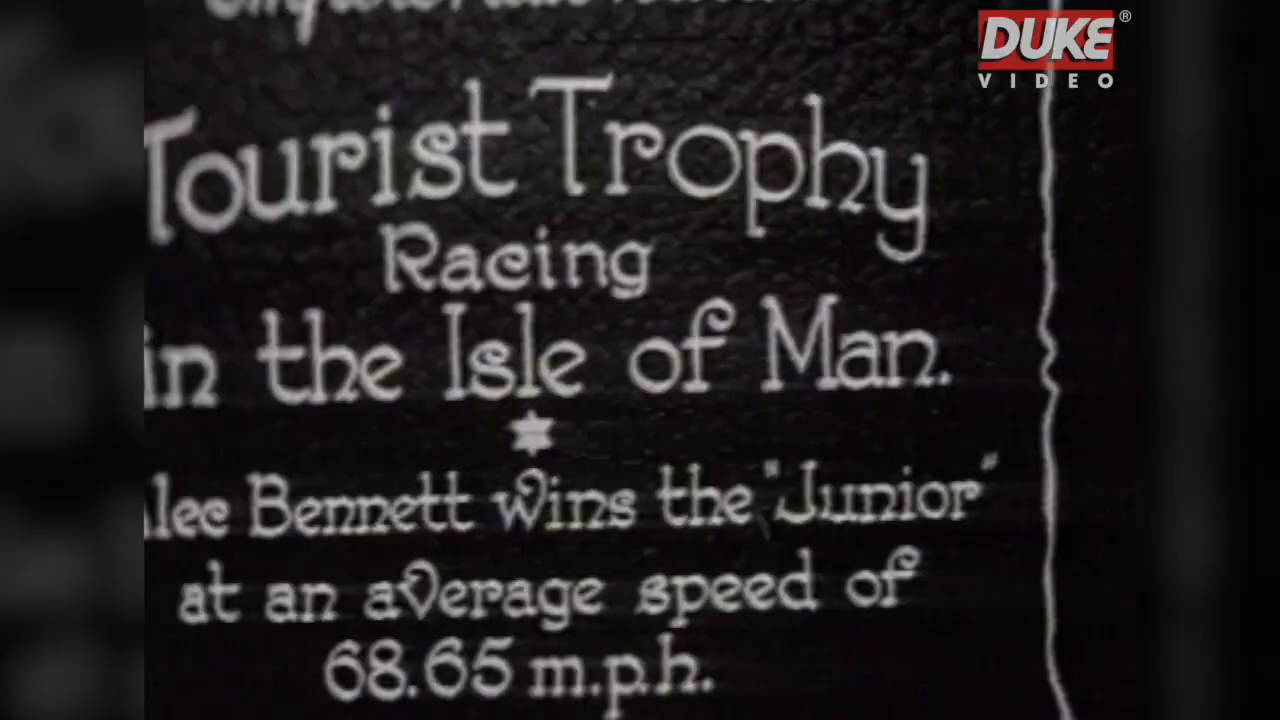 DUKE®
VIDEO
Tourist Trophy
Racing
in the Isle of Man.
lec Bennett wins the "Junior"
at an average speed of
68.65 m.p.h.